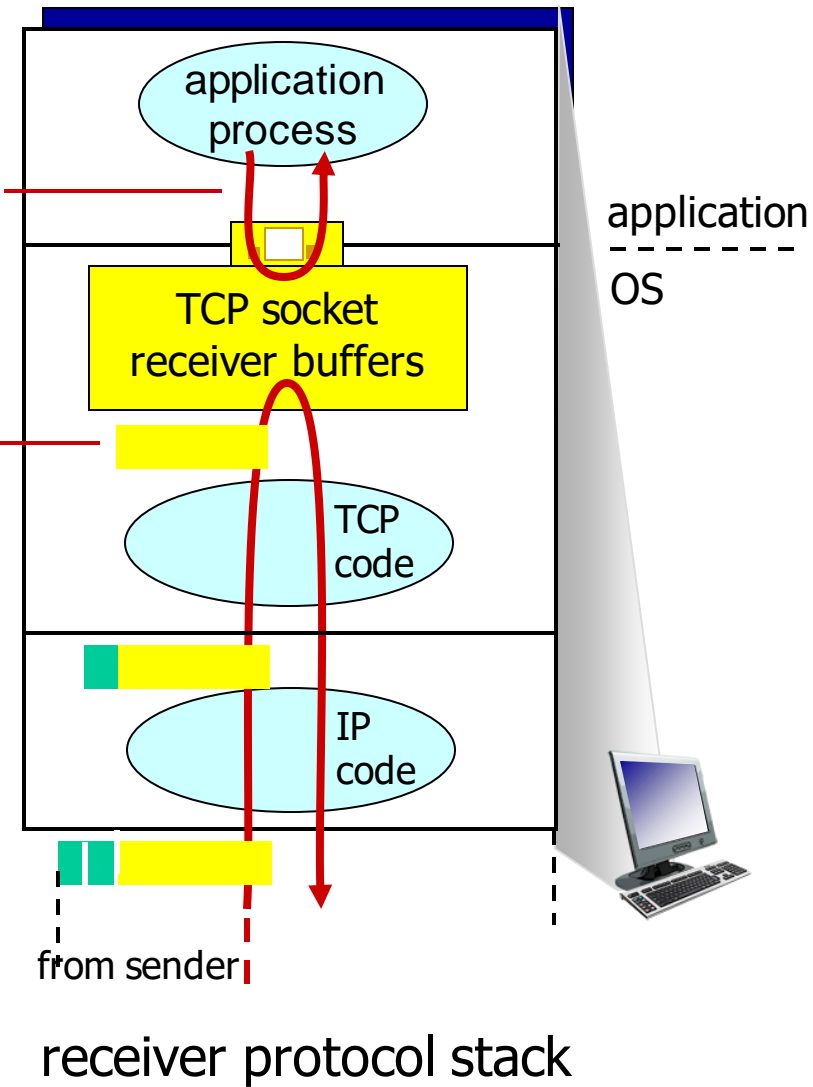 application
process
application
OS
TCP socket
receiver buffers
TCP
code
IP
code
from sender
receiver protocol stack